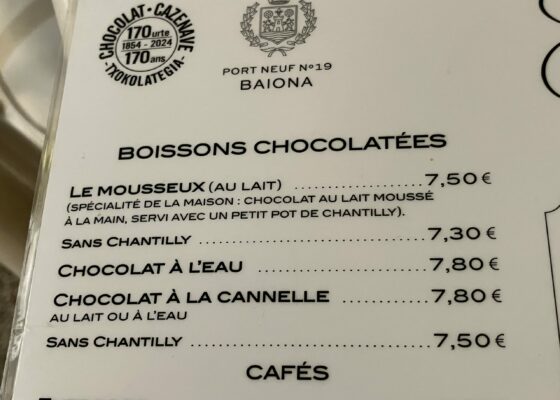 CHOCOLAT • CAZENAVE
TXOKOLATEGIA
170 urte
1854 - 2024
170 ans
PORT NEUF Nº19
BAIONA
BOISSONS CHOCOLATÉES
LE MOUSSEUX (AU LAIT) .................... 7,50 €
(SPÉCIALITÉ DE LA MAISON : CHOCOLAT AU LAIT MOUSSÉ
À LA MAIN, SERVI AVEC UN PETIT POT DE CHANTILLY).
SANS CHANTILLY .................... 7,30 €
CHOCOLAT À L'EAU .................... 7,80 €
CHOCOLAT À LA CANNELLE ............ 7,80 €
AU LAIT OU À L'EAU
SANS CHANTILLY .................... 7,50 €
CAFÉS